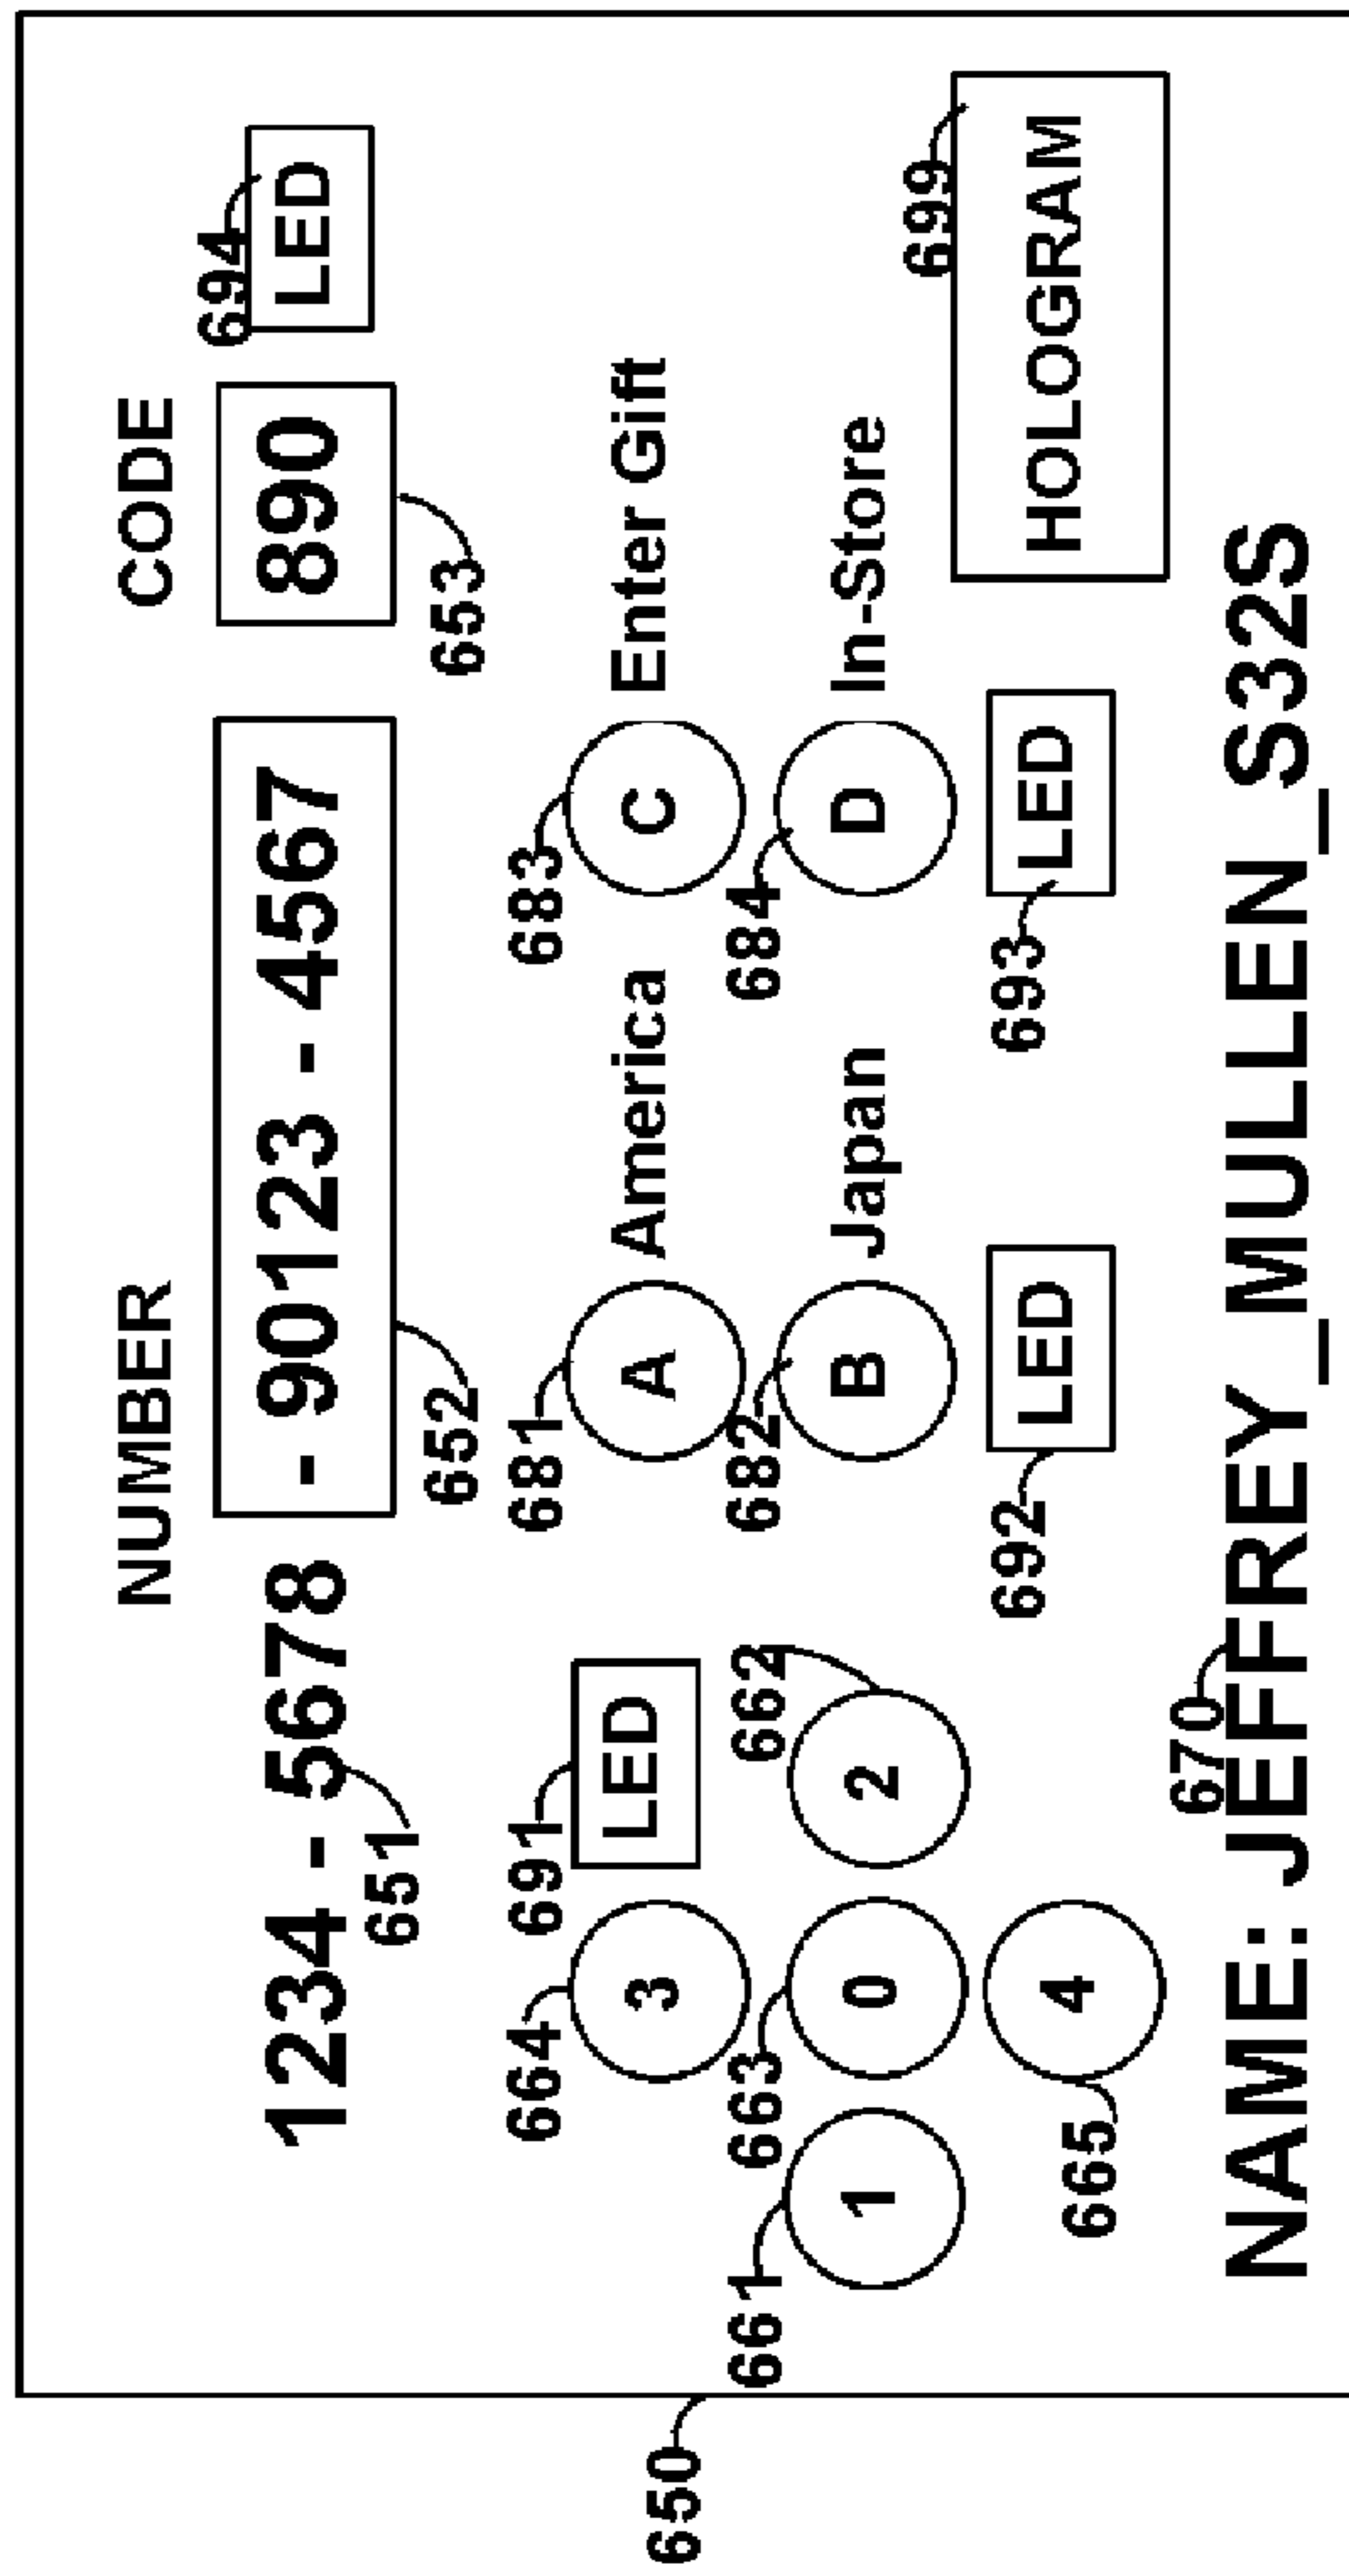 NUMBER CODE
694
1234 - 5678 - 90123 - 4567 890 LED
651 652 653
664 691 681 683
3 LED A America C Enter Gift
661 663 662 682 684 699
1 0 2 B Japan D In-Store
650
665 692 693
4 LED LED HOLOGRAM
670
NAME: JEFFREY_MULLEN_S32S